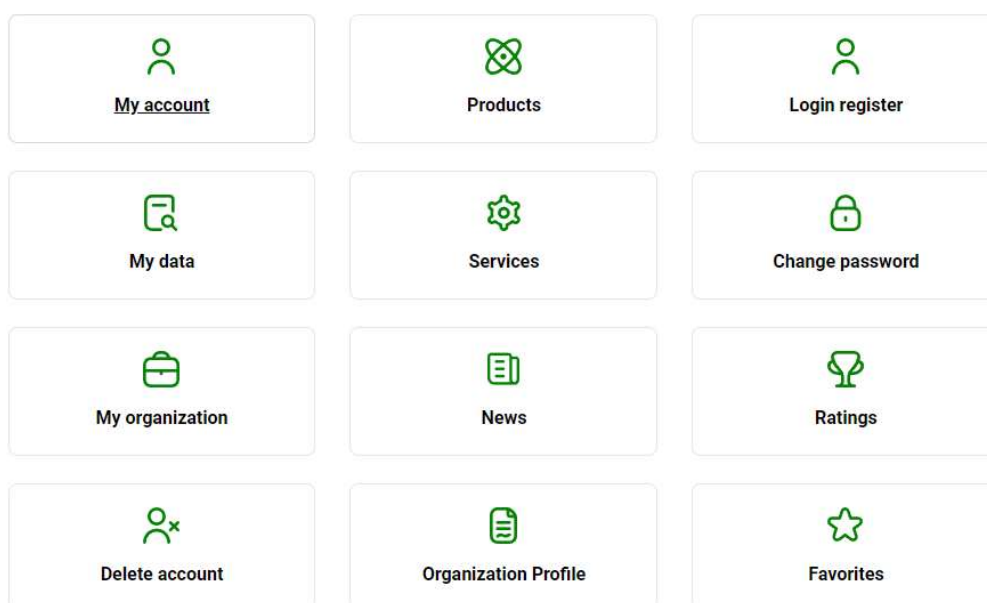 My account
Products
Login register
My data
Services
Change password
My organization
News
Ratings
Delete account
Organization Profile
Favorites